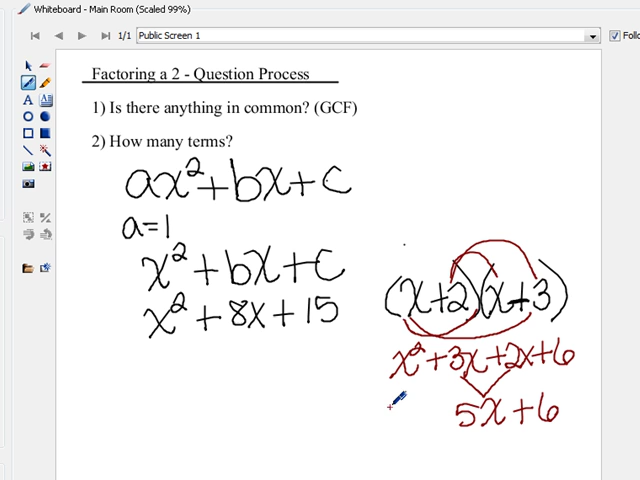 Whiteboard - Main Room (Scaled 99%)
1/1 Public Screen 1
Factoring a 2 - Question Process
1) Is there anything in common? (GCF)
2) How many terms?
ax²+bx+c
a=1
x²+bx+c
x²+8x+15
(x+2)(x+3)
x²+3x+2x+6
5x+6